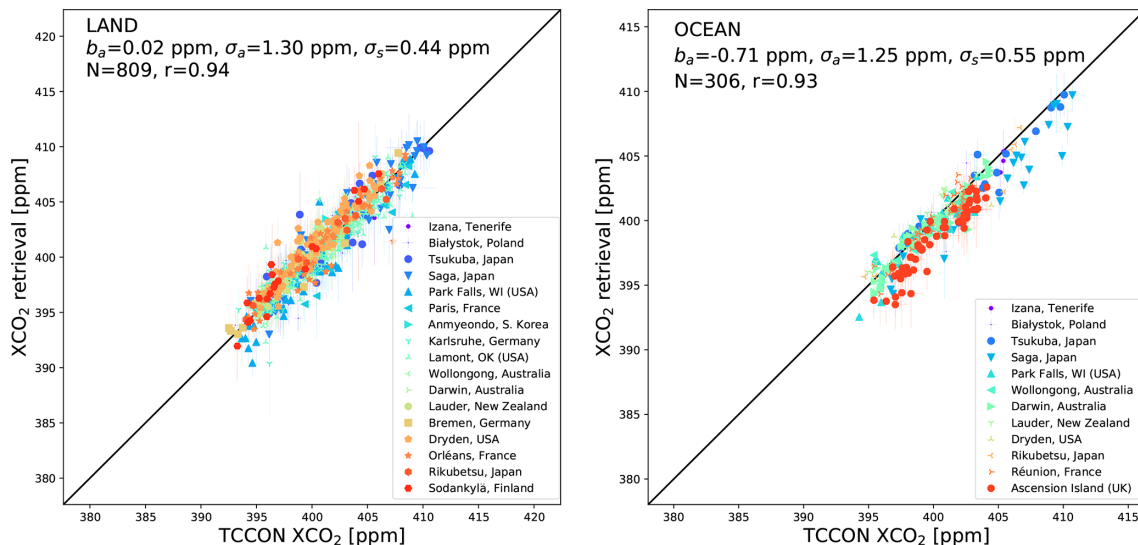 LAND
bₐ=0.02 ppm, σₐ=1.30 ppm, σₛ=0.44 ppm
N=809, r=0.94
420
415
410
405
400
395
390
385
380
XCO₂ retrieval [ppm]
Izana, Tenerife
Białystok, Poland
Tsukuba, Japan
Saga, Japan
Park Falls, WI (USA)
Paris, France
Anmyeondo, S. Korea
Karlsruhe, Germany
Lamont, OK (USA)
Wollongong, Australia
Darwin, Australia
Lauder, New Zealand
Bremen, Germany
Dryden, USA
Orléans, France
Rikubetsu, Japan
Sodankylä, Finland
380 385 390 395 400 405 410 415 420
TCCON XCO₂ [ppm]
OCEAN
bₐ=-0.71 ppm, σₐ=1.25 ppm, σₛ=0.55 ppm
N=306, r=0.93
415
410
405
400
395
390
385
380
XCO₂ retrieval [ppm]
Izana, Tenerife
Białystok, Poland
Tsukuba, Japan
Saga, Japan
Park Falls, WI (USA)
Wollongong, Australia
Darwin, Australia
Lauder, New Zealand
Dryden, USA
Rikubetsu, Japan
Réunion, France
Ascension Island (UK)
380 385 390 395 400 405 410 415
TCCON XCO₂ [ppm]